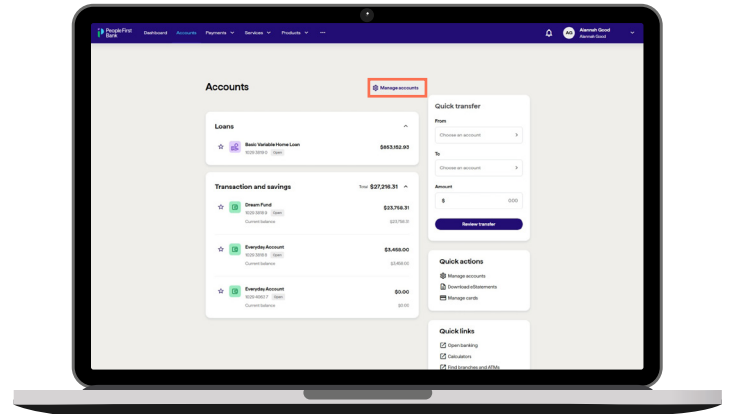 PeopleFirst
Bank
Dashboard
Accounts
Payments
Services
Products
AG
Alannah Good
Alannah Good
Accounts
Manage accounts
Loans
Basic Variable Home Loan
Open
$853,152.93
Transaction and savings
Total $27,216.31
Dream Fund
Open
$23,758.31
Current balance
$23,758.31
Everyday Account
Open
$3,458.00
Current balance
$3,458.00
Everyday Account
Open
$0.00
Current balance
$0.00
Quick transfer
From
Choose an account
To
Choose an account
Amount
$ 0.00
Review transfer
Quick actions
Manage accounts
Download eStatements
Manage cards
Quick links
Open banking
Calculators
Find branches and ATMs